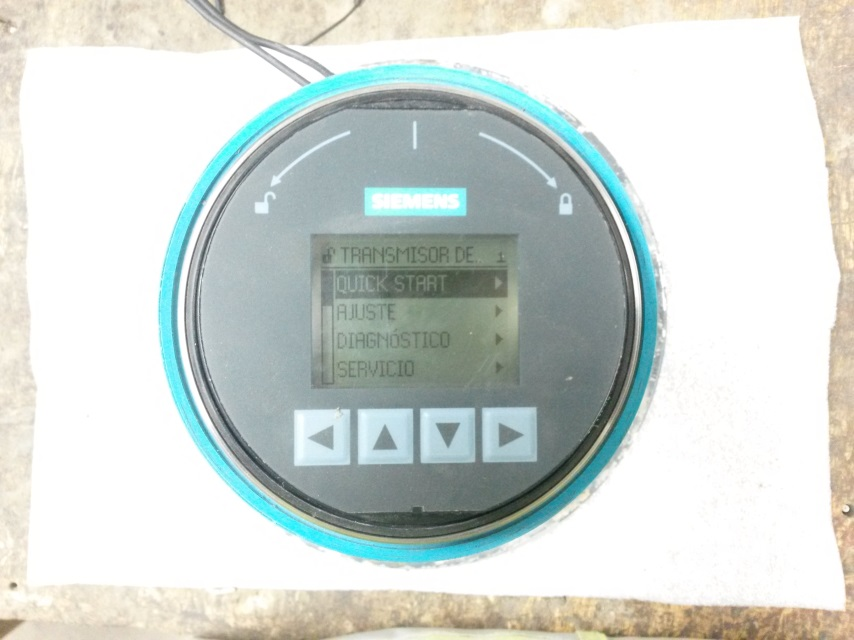 SIEMENS
TRANSMISOR DE
QUICK START
AJUSTE
DIAGNÓSTICO
SERVICIO